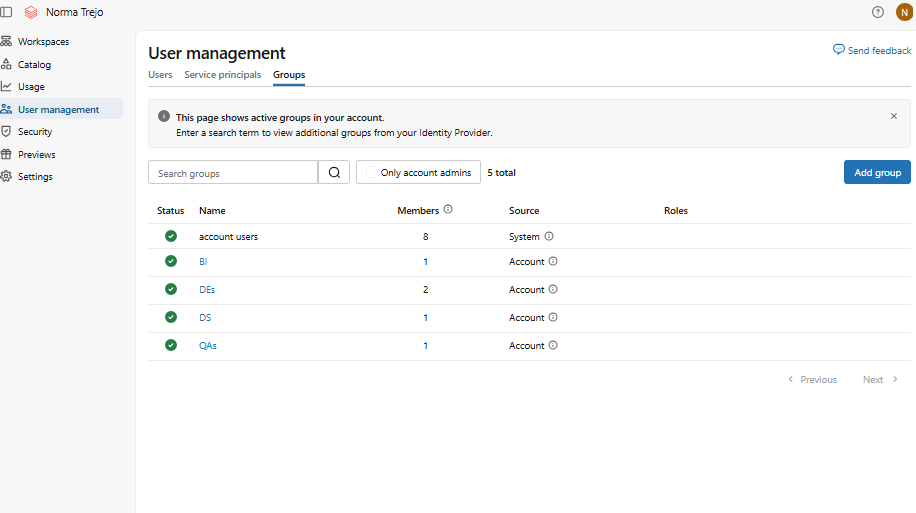 Norma Trejo
N
Workspaces
Catalog
Usage
User management
Security
Previews
Settings
User management
Send feedback
Users Service principals Groups
This page shows active groups in your account.
Enter a search term to view additional groups from your Identity Provider.
Search groups
Only account admins
5 total
Add group
Status Name Members Source Roles
account users 8 System
BI 1 Account
DEs 2 Account
DS 1 Account
QAs 1 Account
Previous Next